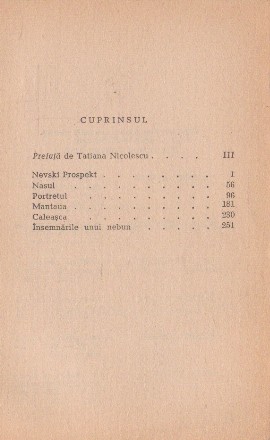 CUPRINSUL
Prefață de Tatiana Nicolescu . . . . III
Nevski Prospekt . . . . . . . . 1
Nasul . . . . . . . . . 56
Portretul . . . . . . . . . 96
Mantaua . . . . . . . . . 181
Caleașca . . . . . . . . . 230
Însemnările unui nebun . . . . . 251